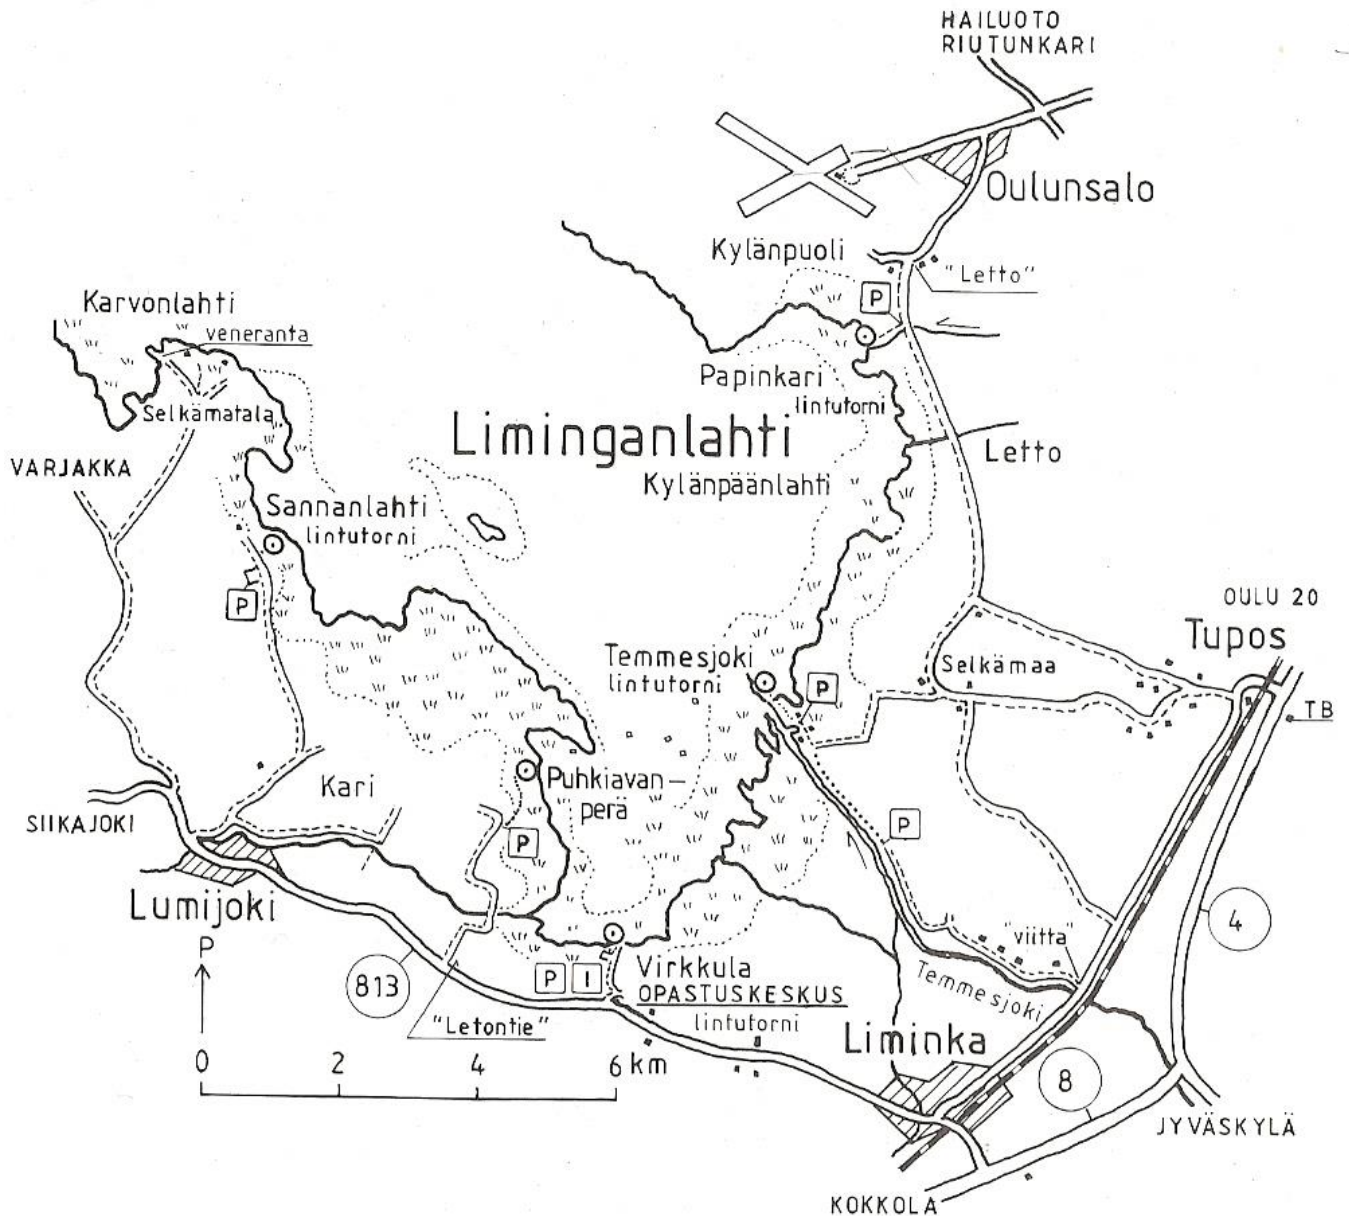 HAILUOTO
RIUTUNKARI
Oulunsalo
Kylänpuoli
"Letto"
P
Karvonlahti
veneranta
Papinkari
lintutorni
Selkämatala
Liminganlahti
Letto
VARJAKKA
Kylänpäänlahti
Sannanlahti
lintutorni
P
OULU 20
Tupos
Temmesjoki
lintutorni
Selkämaa
P
TB
Puhkiavan-
perä
Kari
SIIKAJOKI
P
P
Lumijoki
4
"viitta"
P
813
P
I
Virkkula
OPASTUSKESKUS
lintutorni
Temmesjoki
"Letontie"
Liminka
0
2
4
6 km
8
JYVÄSKYLÄ
KOKKOLA